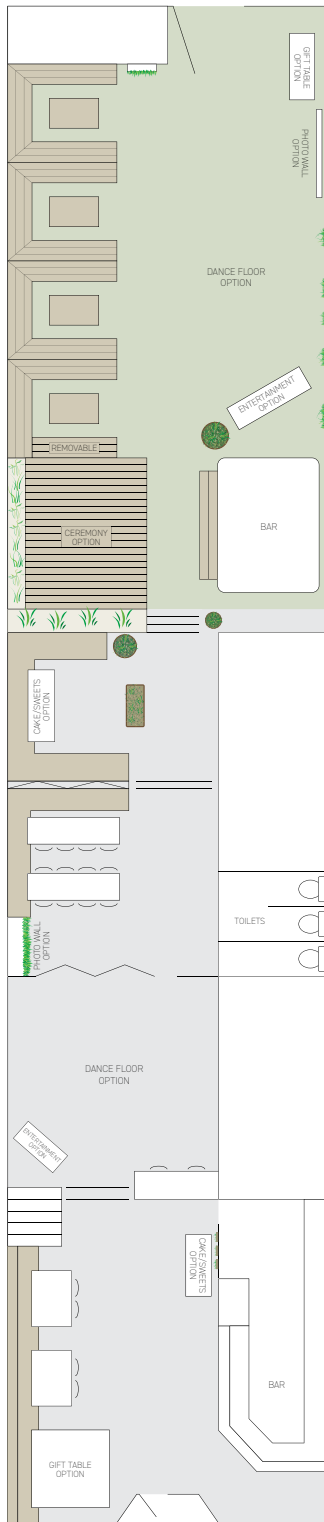 GIFT TABLE
OPTION
PHOTO WALL
OPTION
DANCE FLOOR
OPTION
ENTERTAINMENT
OPTION
REMOVABLE
BAR
CEREMONY
OPTION
CAKE/SWEETS
OPTION
TOILETS
PHOTO WALL
OPTION
DANCE FLOOR
OPTION
ENTERTAINMENT
OPTION
CAKE/SWEETS
OPTION
BAR
GIFT TABLE
OPTION